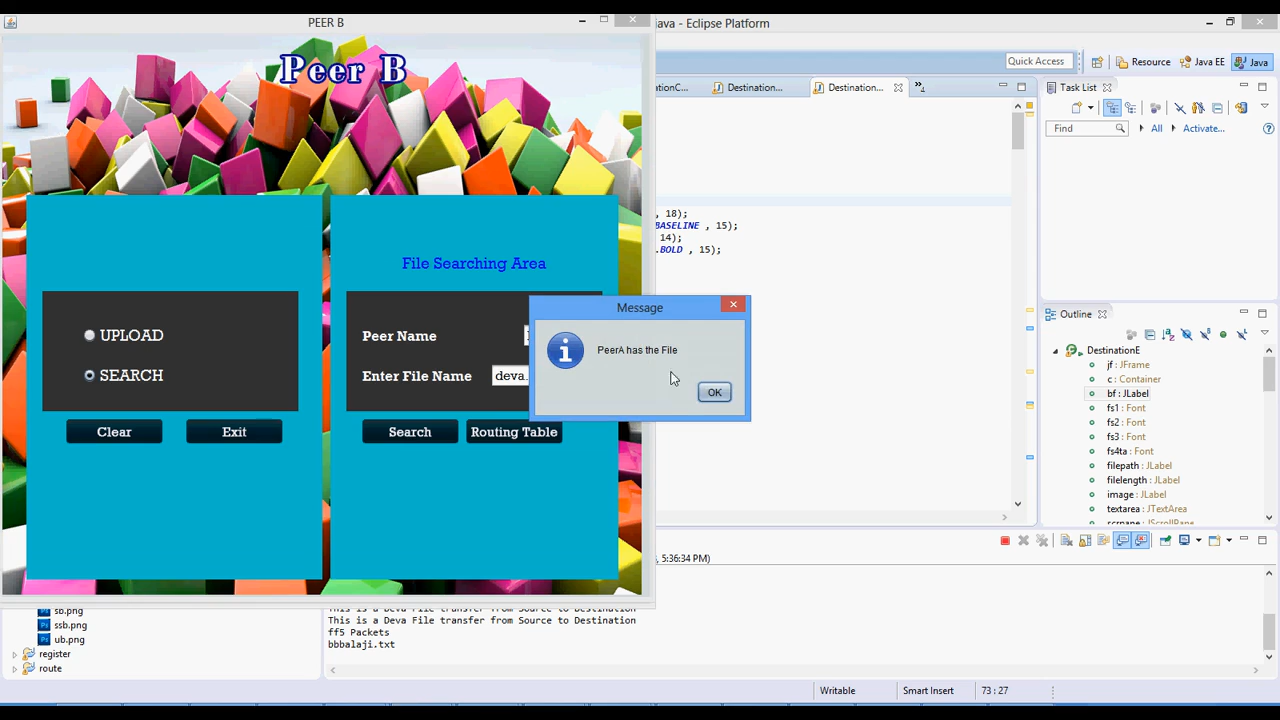 PEER B
java - Eclipse Platform
Peer B
Quick Access
Resource
Java EE
Java
Destination...
Destination...
Task List
Find
All
Activate...
, 18);
BASELINE , 15);
14);
.BOLD , 15);
File Searching Area
UPLOAD
SEARCH
Clear
Exit
Peer Name
Enter File Name
deva.
Search
Routing Table
Message
PeerA has the File
OK
Outline
DestinationE
jf : JFrame
c : Container
bf : JLabel
fs1 : Font
fs2 : Font
fs3 : Font
fs4ta : Font
filepath : JLabel
filelength : JLabel
image : JLabel
textarea : JTextArea
scrpane : JScrollPane
, 5:36:34 PM)
sb.png
ssb.png
ub.png
register
route
This is a Deva File transfer from Source to Destination
This is a Deva File transfer from Source to Destination
ff5 Packets
bbbalaji.txt
Writable
Smart Insert
73 : 27